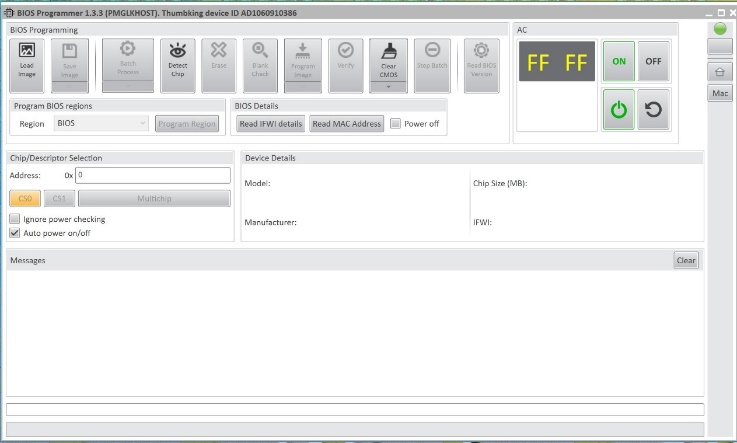 BIOS Programmer 1.3.3 (PMGLKHOST). Thumbking device ID AD1060910386
BIOS Programming
Load Image
Save Image
Batch Process
Detect Chip
Erase
Blank Check
Program Image
Verify
Clear CMOS
Stop Batch
Read BIOS Version
AC
FF FF
ON
OFF
Mac
Program BIOS regions
Region BIOS Program Region
BIOS Details
Read IFWI details Read MAC Address Power off
Chip/Descriptor Selection
Address: 0x 0
CS0 CS1 Multichip
Ignore power checking
Auto power on/off
Device Details
Model: Chip Size (MB):
Manufacturer: IFWI:
Messages Clear